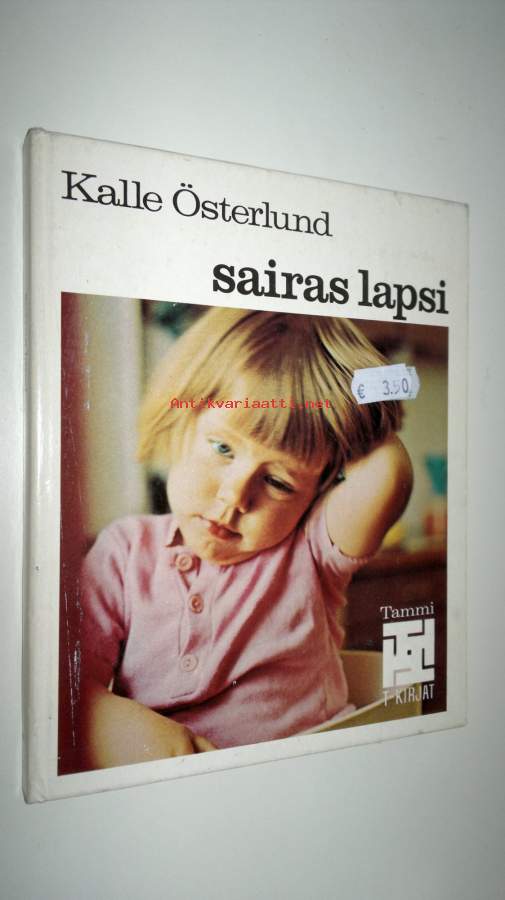 Kalle Österlund
sairas lapsi
€ 3.50
Antikvariaatti.net
Tammi
T-KIRJAT